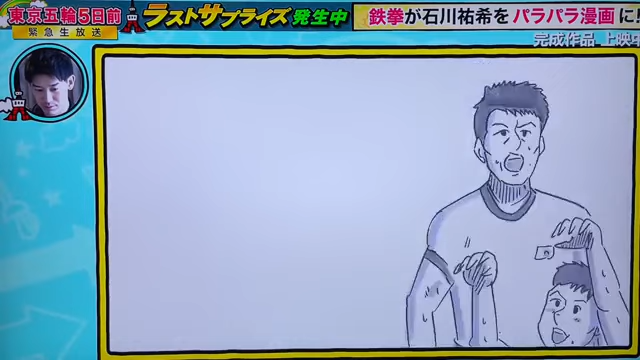 東京五輪5日前
緊急生放送
ラストサプライズ発生中
鉄拳が石川祐希をパラパラ漫画に
完成作品 上映中